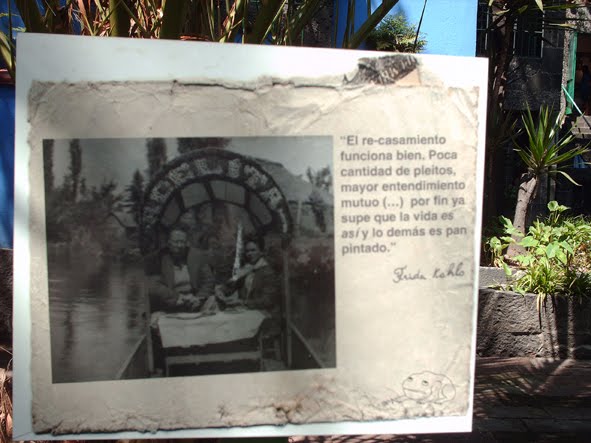 "El re-casamiento
funciona bien. Poca
cantidad de pleitos,
mayor entendimiento
mutuo (...) por fin ya
supe que la vida es
así y lo demás es pan
pintado."
Frida Kahlo